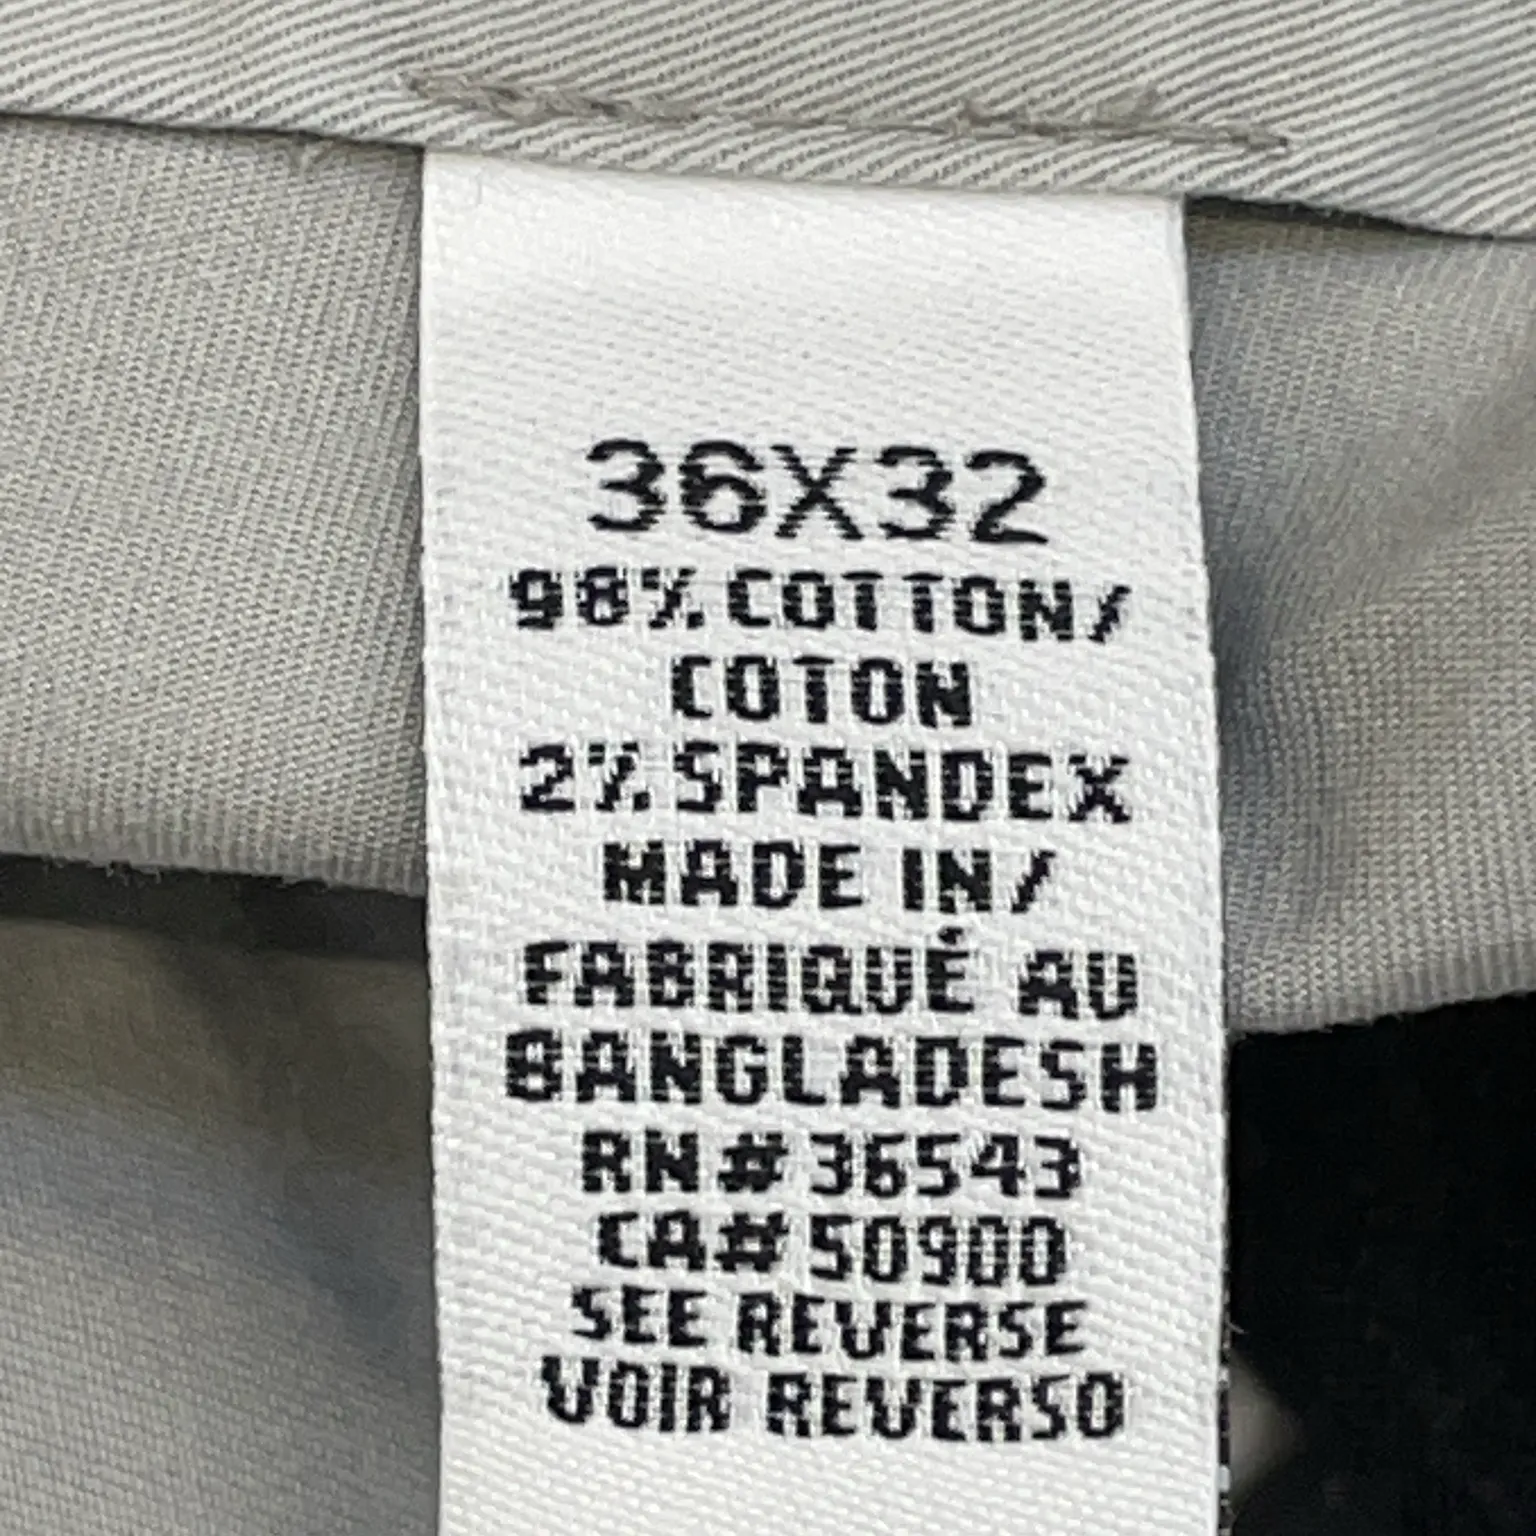 36X32
98% COTTON/
COTON
2% SPANDEX
MADE IN/
FABRIQUÉ AU
BANGLADESH
RN#36543
CA#50900
SEE REVERSE
VOIR REVERSO